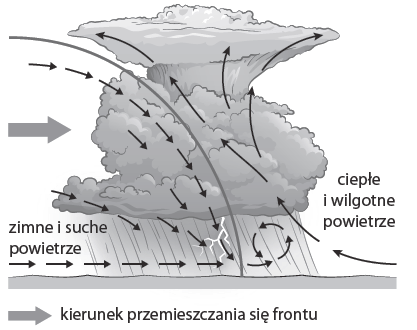 ciepłe
i wilgotne
powietrze
zimne i suche
powietrze
kierunek przemieszczania się frontu